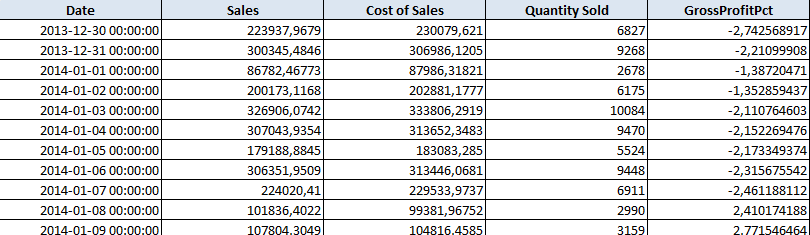 Date Sales Cost of Sales Quantity Sold GrossProfitPct
2013-12-30 00:00:00 223937,9679 230079,621 6827 -2,742568917
2013-12-31 00:00:00 300345,4846 306986,1205 9268 -2,21099908
2014-01-01 00:00:00 86782,46773 87986,31821 2678 -1,38720471
2014-01-02 00:00:00 200173,1168 202881,1777 6175 -1,352859437
2014-01-03 00:00:00 326906,0742 333806,2919 10084 -2,110764603
2014-01-04 00:00:00 307043,9354 313652,3483 9470 -2,152269476
2014-01-05 00:00:00 179188,8845 183083,285 5524 -2,173349374
2014-01-06 00:00:00 306351,9509 313446,0681 9448 -2,315675542
2014-01-07 00:00:00 224020,41 229533,9737 6911 -2,461188112
2014-01-08 00:00:00 101836,4022 99381,96752 2990 2,410174188
2014-01-09 00:00:00 107804,3049 104816,4585 3159 2,771546464